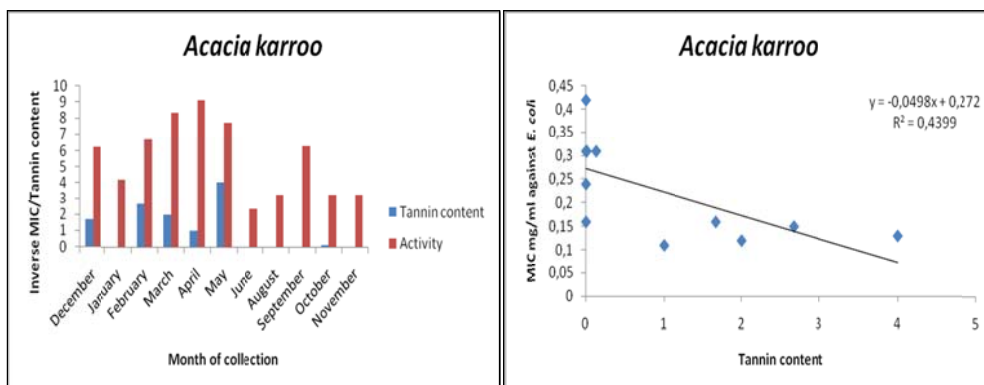 Acacia karroo
Inverse MIC/Tannin content
10
9
8
7
6
5
4
3
2
1
0
December
January
February
March
April
May
June
August
September
October
November
Month of collection
Tannin content
Activity
Acacia karroo
MIC mg/ml against E. coli
0,45
0,4
0,35
0,3
0,25
0,2
0,15
0,1
0,05
0
y = -0,0498x + 0,272
R² = 0,4399
0 1 2 3 4 5
Tannin content